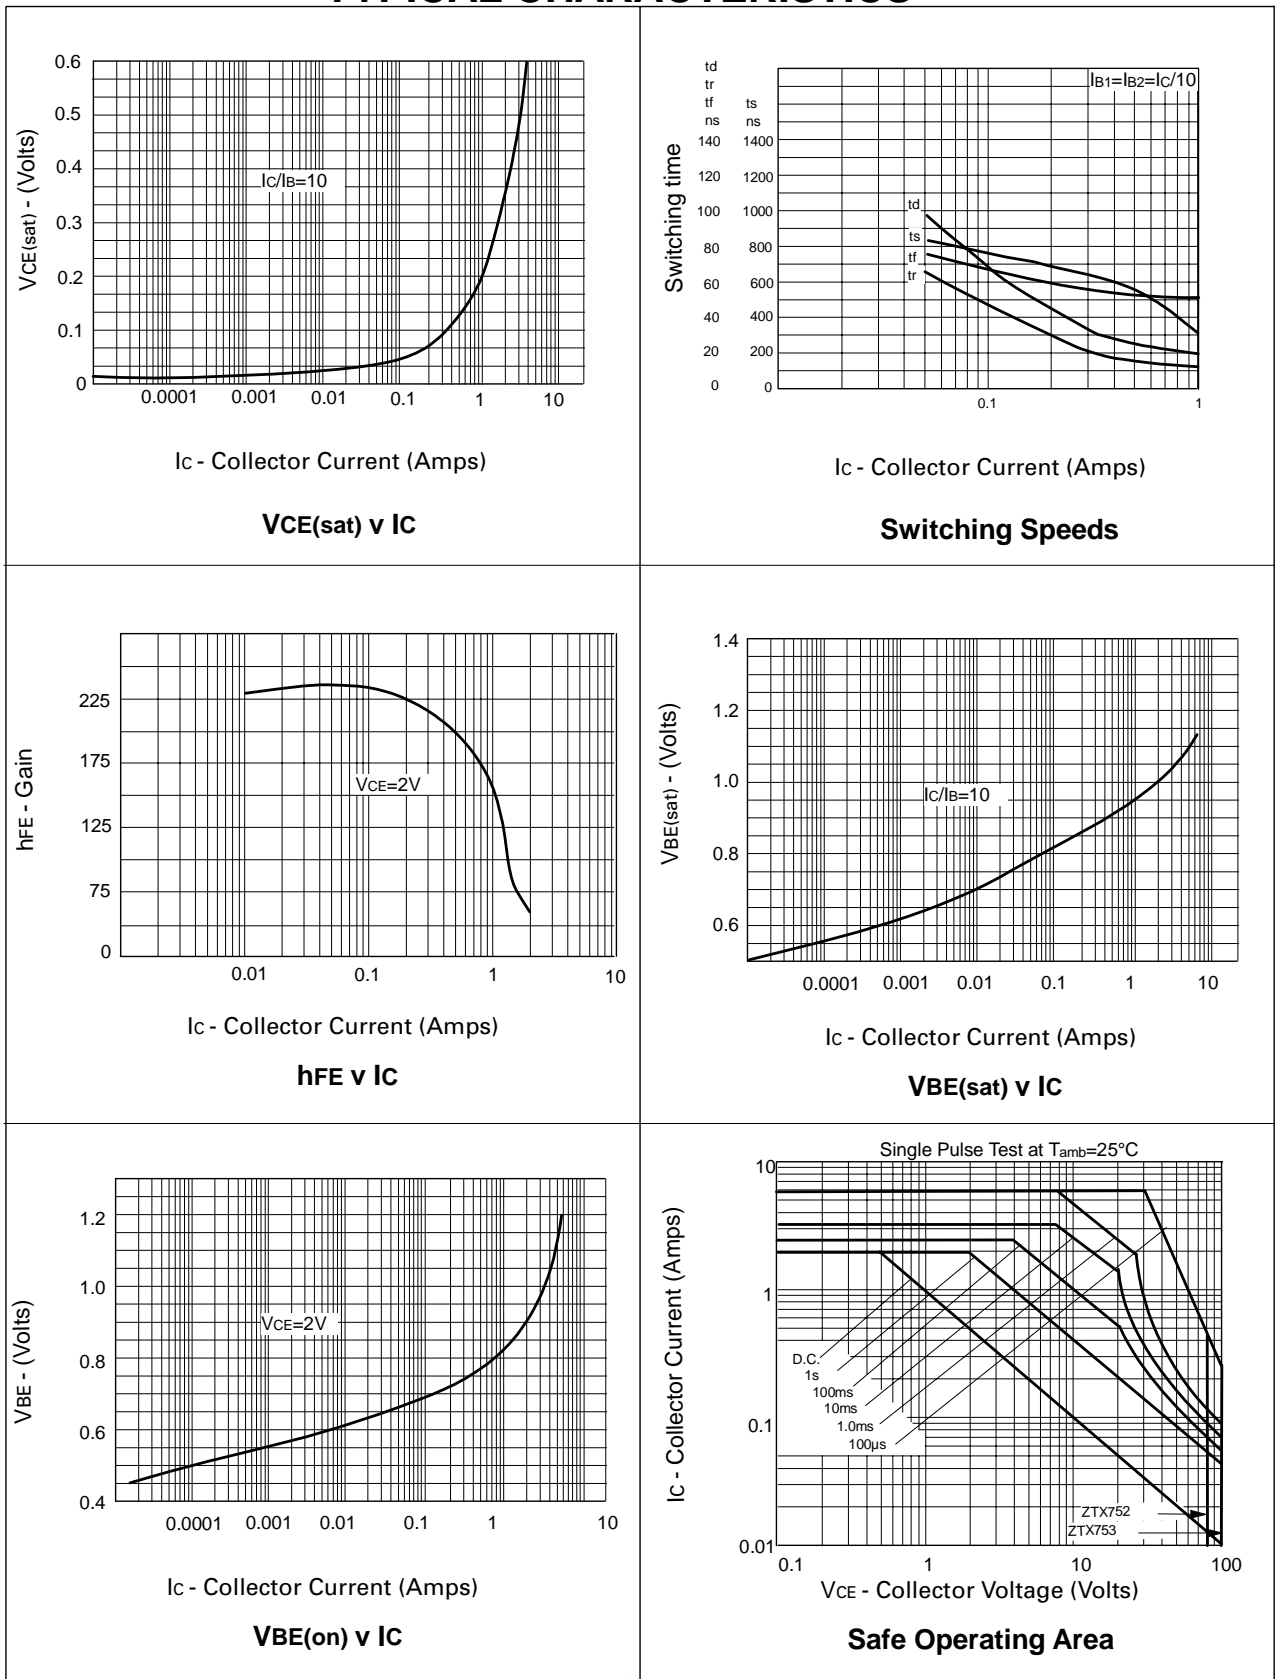 TYPICAL CHARACTERISTICS
0.6
0.5
0.4
0.3
0.2
0.1
0
VCE(sat) - (Volts)
IC/IB=10
0.0001 0.001 0.01 0.1 1 10
IC - Collector Current (Amps)
VCE(sat) v IC
td
tr
tf ts
ns ns
140 1400
120 1200
100 1000
80 800
60 600
40 400
20 200
0 0
Switching time
IB1=IB2=IC/10
td
ts
tf
tr
0.1 1
IC - Collector Current (Amps)
Switching Speeds
225
175
125
75
0
hFE - Gain
VCE=2V
0.01 0.1 1 10
IC - Collector Current (Amps)
hFE v IC
1.4
1.2
1.0
0.8
0.6
VBE(sat) - (Volts)
IC/IB=10
0.0001 0.001 0.01 0.1 1 10
IC - Collector Current (Amps)
VBE(sat) v IC
1.2
1.0
0.8
0.6
0.4
VBE - (Volts)
VCE=2V
0.0001 0.001 0.01 0.1 1 10
IC - Collector Current (Amps)
VBE(on) v IC
Single Pulse Test at Tamb=25°C
10
1
0.1
0.01
IC - Collector Current (Amps)
D.C.
1s
100ms
10ms
1.0ms
100µs
ZTX752
ZTX753
0.1 1 10 100
VCE - Collector Voltage (Volts)
Safe Operating Area